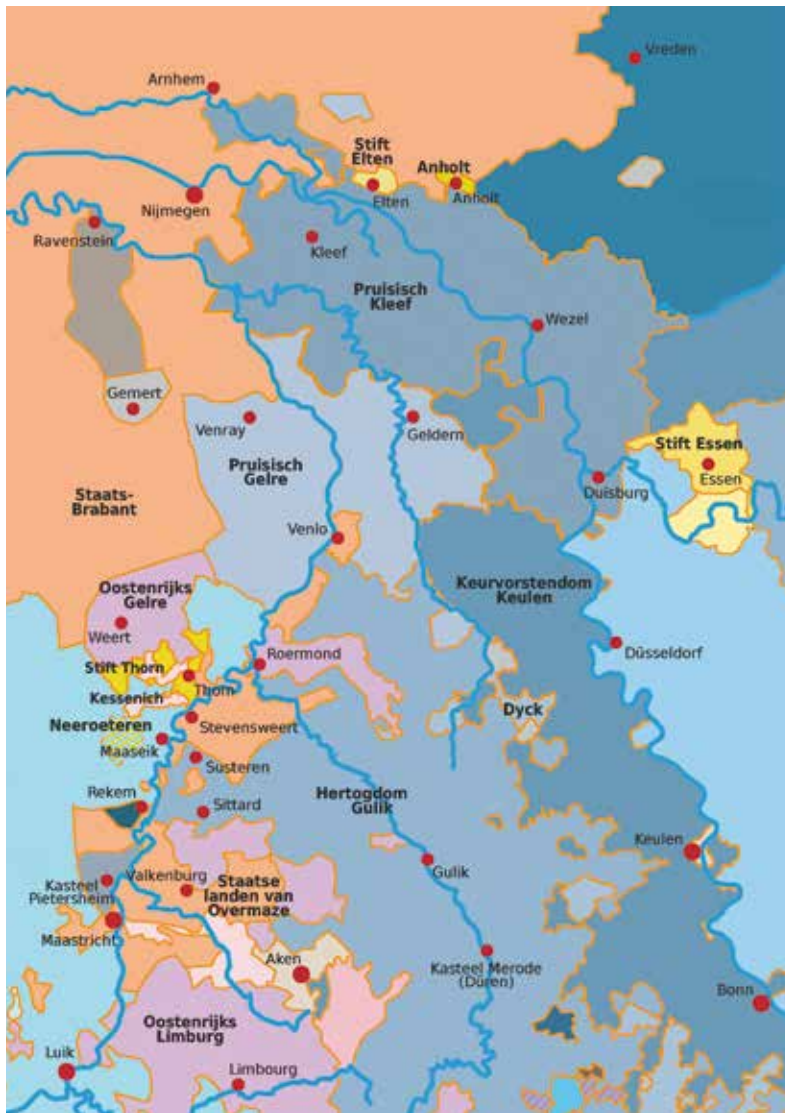 Vreden
Arnhem
Stift
Elten
Anholt
Elten
Anholt
Nijmegen
Ravenstein
Kleef
Pruisisch
Kleef
Wezel
Gemert
Venray
Geldern
Pruisisch
Gelre
Stift Essen
Essen
Staats-
Brabant
Duisburg
Venlo
Oostenrijks
Gelre
Keurvorstendom
Keulen
Weert
Stift Thorn
Roermond
Düsseldorf
Thorn
Kessenich
Dyck
Neeroeteren
Stevensweert
Maaseik
Susteren
Rekem
Sittard
Hertogdom
Gulik
Keulen
Valkenburg
Gulik
Kasteel
Pietersheim
Staatse
landen van
Overmaze
Maastricht
Aken
Kasteel Merode
(Düren)
Bonn
Oostenrijks
Limburg
Luik
Limbourg